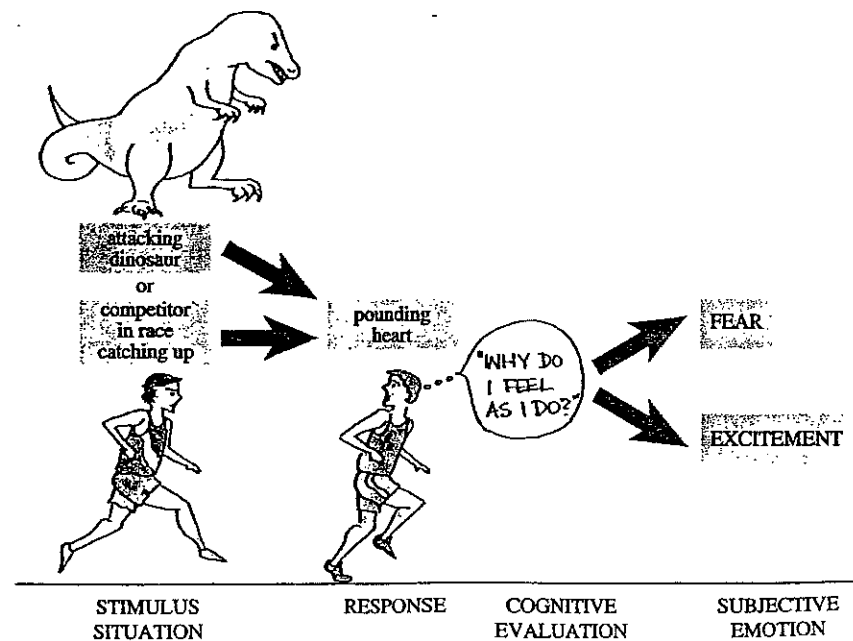 attacking
dinosaur
or
competitor
in race
catching up
pounding
heart
"WHY DO
I FEEL
AS I DO?"
FEAR
EXCITEMENT
STIMULUS
SITUATION
RESPONSE
COGNITIVE
EVALUATION
SUBJECTIVE
EMOTION